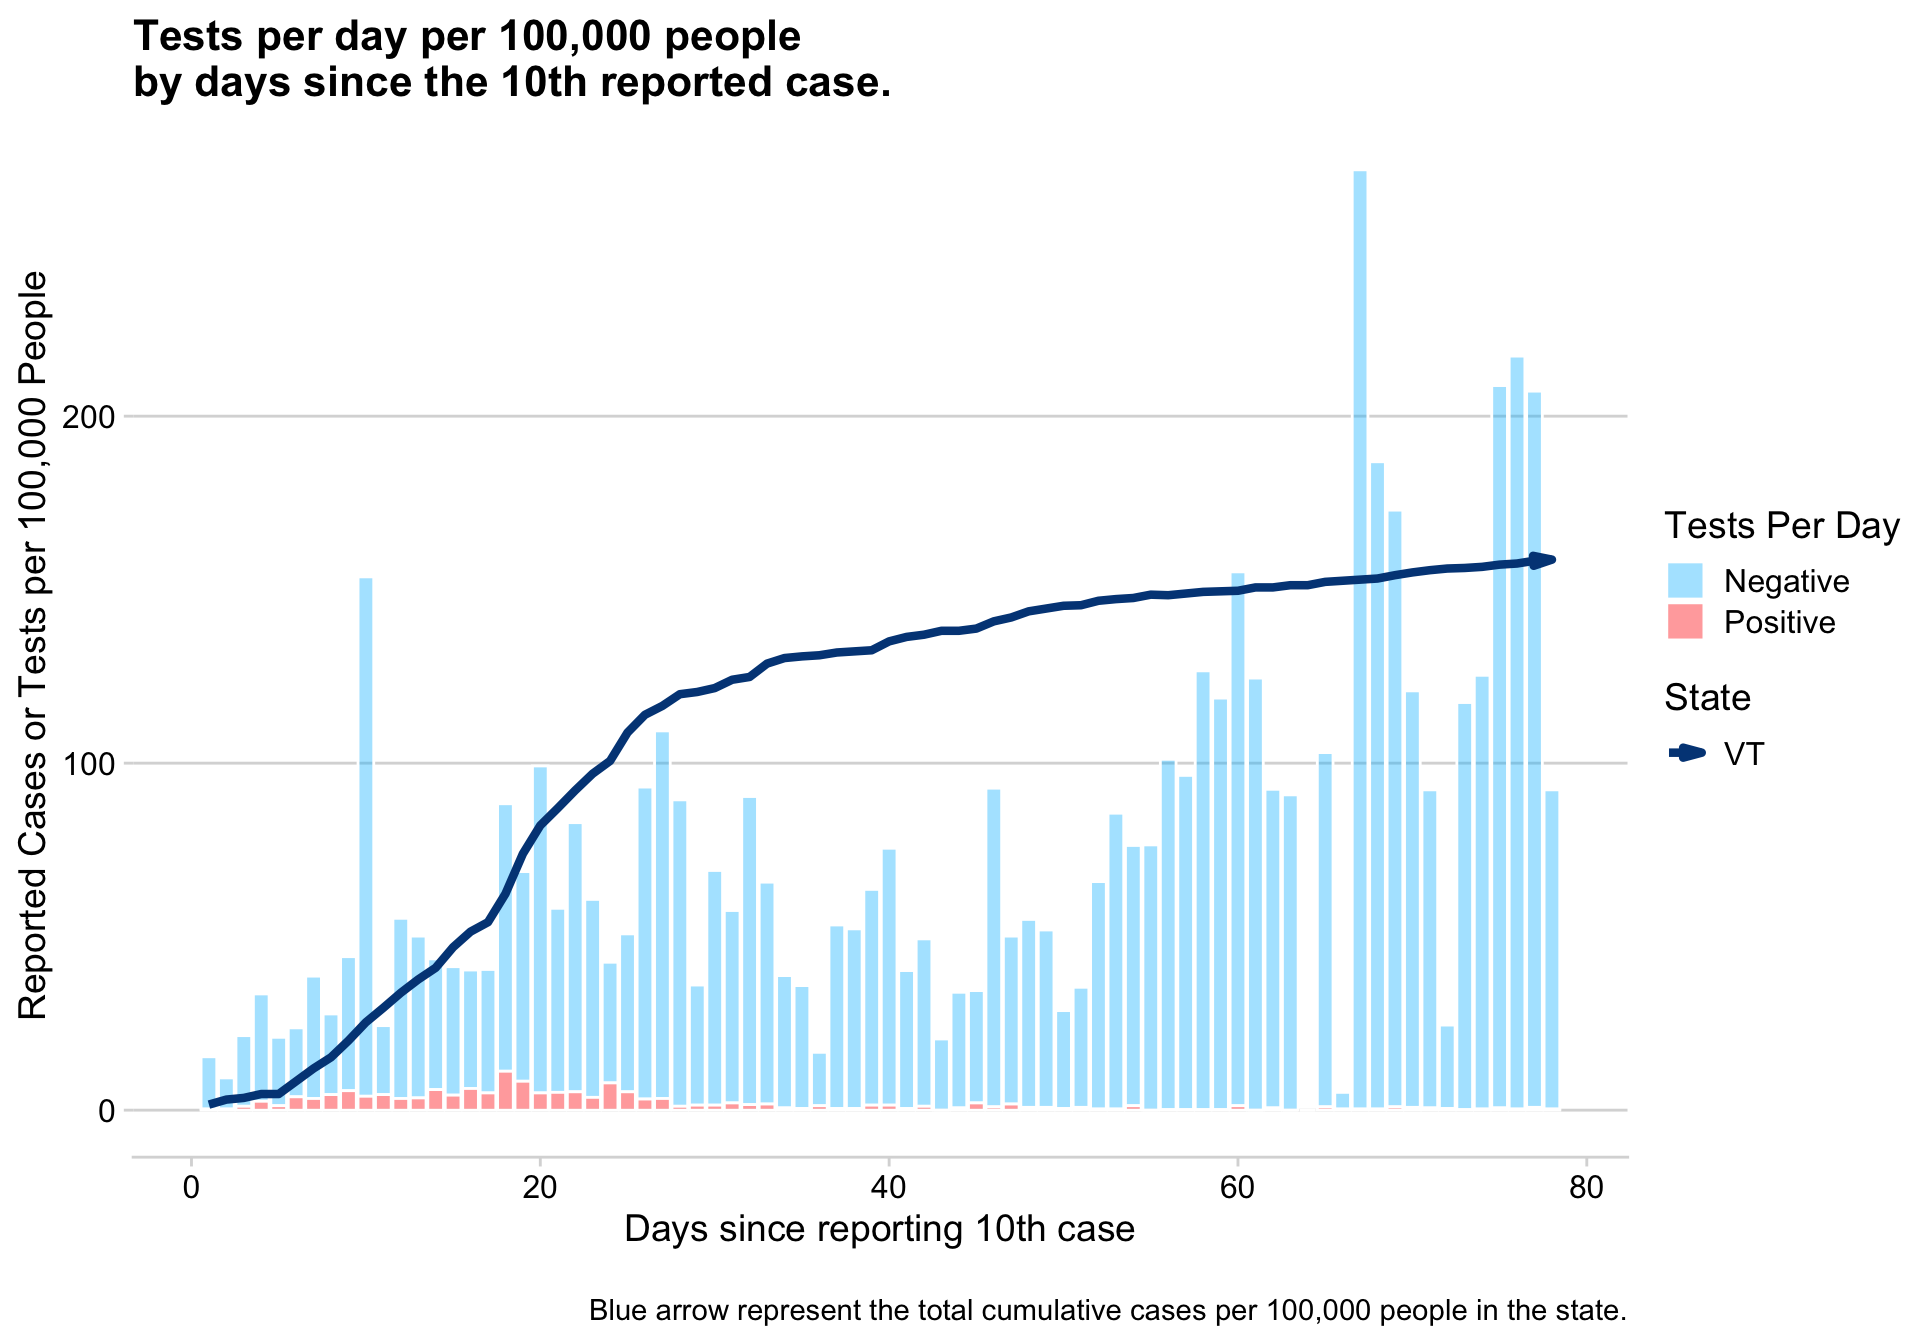 Tests per day per 100,000 people
by days since the 10th reported case.
Reported Cases or Tests per 100,000 People
200
100
0
0
20
40
60
80
Days since reporting 10th case
Tests Per Day
Negative
Positive
State
VT
Blue arrow represent the total cumulative cases per 100,000 people in the state.